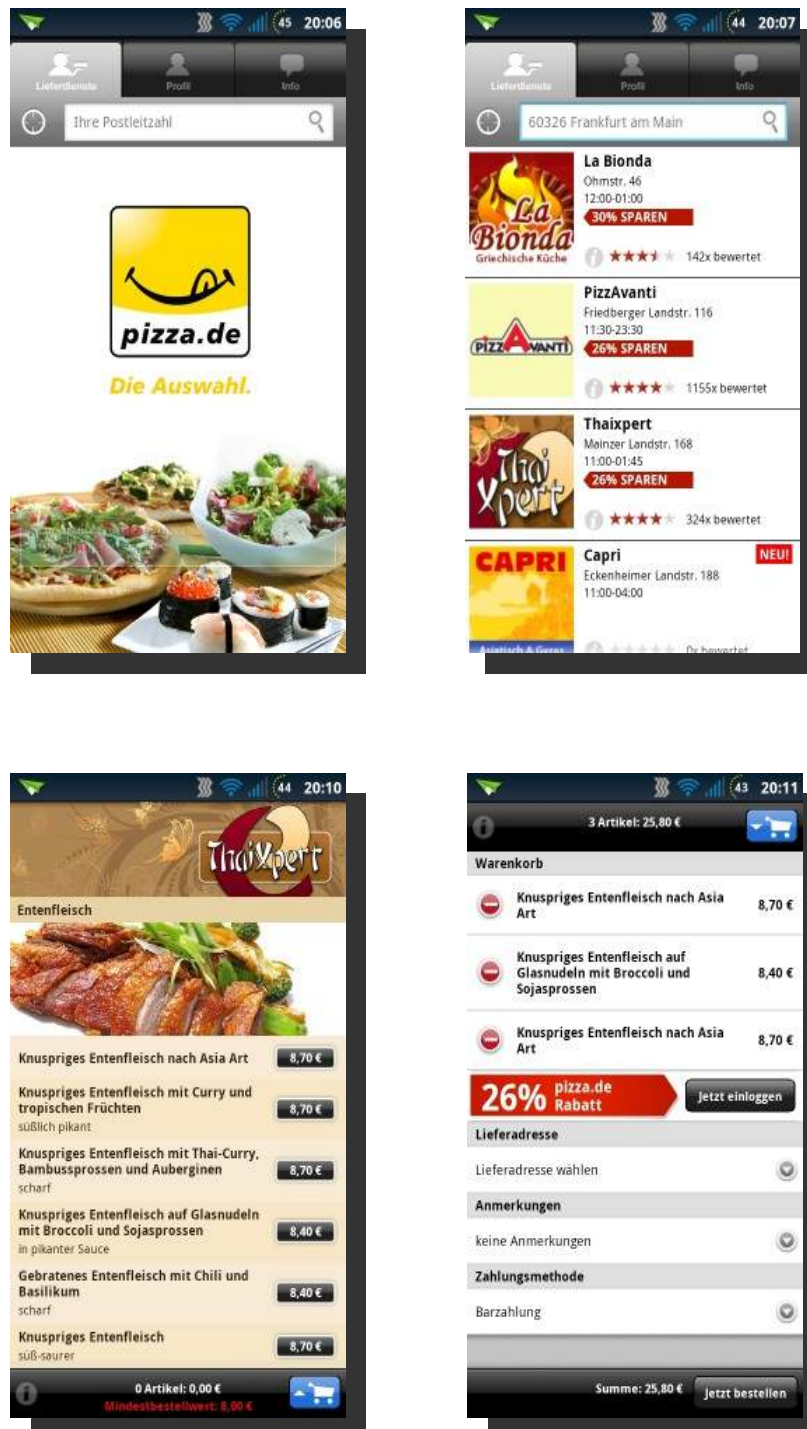 45 20:06
Lieferdienste Profil Info
Ihre Postleitzahl
pizza.de
Die Auswahl.
44 20:07
Lieferdienste Profil Info
60326 Frankfurt am Main
La Bionda
Griechische Küche
La Bionda
Ohmstr. 46
12:00-01:00
30% SPAREN
142x bewertet
PIZZ AVANTI
PizzAvanti
Friedberger Landstr. 116
11:30-23:30
26% SPAREN
1155x bewertet
Thai
Xpert
Thaixpert
Mainzer Landstr. 168
11:00-01:45
26% SPAREN
324x bewertet
CAPRI
Asiatisch & Gyros
Capri
NEU!
Eckenheimer Landstr. 188
11:00-04:00
0x bewertet
44 20:10
ThaiXpert
Entenfleisch
Knuspriges Entenfleisch nach Asia Art 8,70 €
Knuspriges Entenfleisch mit Curry und
tropischen Früchten 8,70 €
süßlich pikant
Knuspriges Entenfleisch mit Thai-Curry,
Bambussprossen und Auberginen 8,70 €
scharf
Knuspriges Entenfleisch auf Glasnudeln
mit Broccoli und Sojasprossen 8,40 €
in pikanter Sauce
Gebratenes Entenfleisch mit Chili und
Basilikum 8,40 €
scharf
Knuspriges Entenfleisch 8,70 €
süß-saurer
0 Artikel: 0,00 €
Mindestbestellwert: 8,00 €
43 20:11
3 Artikel: 25,80 €
Warenkorb
Knuspriges Entenfleisch nach Asia
Art 8,70 €
Knuspriges Entenfleisch auf
Glasnudeln mit Broccoli und 8,40 €
Sojasprossen
Knuspriges Entenfleisch nach Asia
Art 8,70 €
26% pizza.de
Rabatt
Jetzt einloggen
Lieferadresse
Lieferadresse wählen
Anmerkungen
keine Anmerkungen
Zahlungsmethode
Barzahlung
Summe: 25,80 € Jetzt bestellen